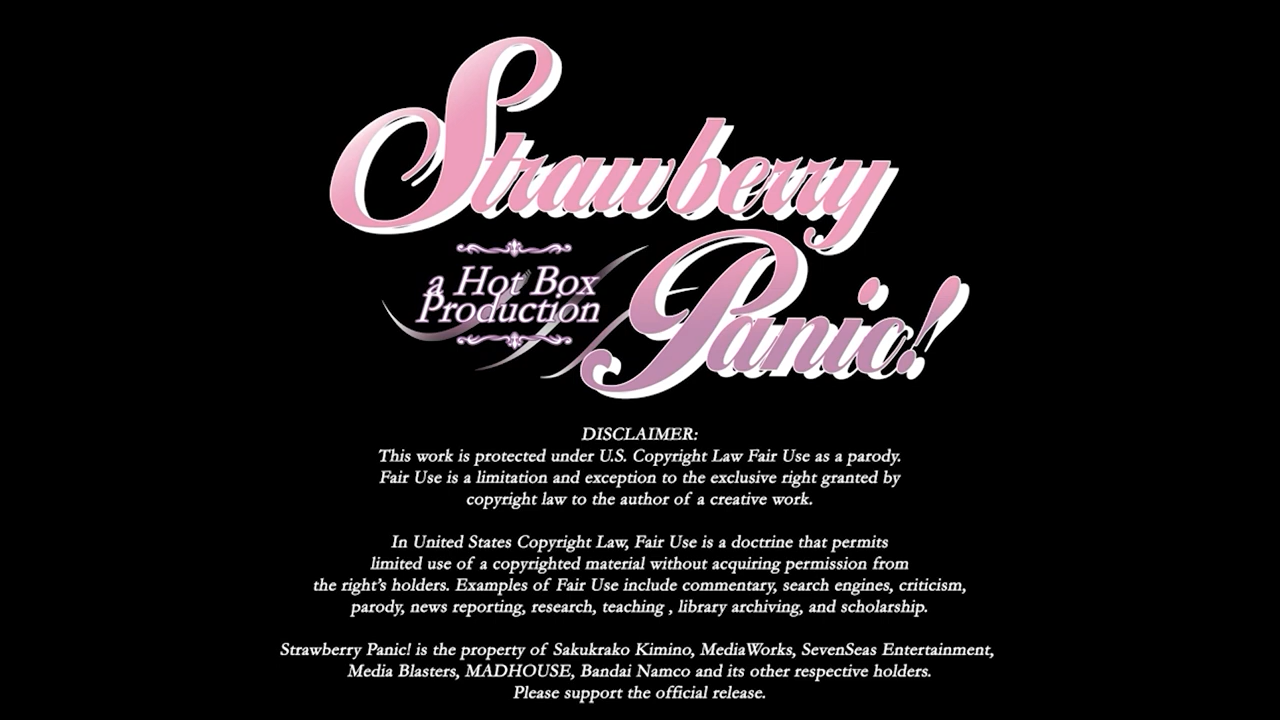 Strawberry
Panic!
a Hot Box
Production
DISCLAIMER:
This work is protected under U.S. Copyright Law Fair Use as a parody.
Fair Use is a limitation and exception to the exclusive right granted by
copyright law to the author of a creative work.
In United States Copyright Law, Fair Use is a doctrine that permits
limited use of a copyrighted material without acquiring permission from
the right's holders. Examples of Fair Use include commentary, search engines, criticism,
parody, news reporting, research, teaching , library archiving, and scholarship.
Strawberry Panic! is the property of Sakukrako Kimino, MediaWorks, SevenSeas Entertainment,
Media Blasters, MADHOUSE, Bandai Namco and its other respective holders.
Please support the official release.